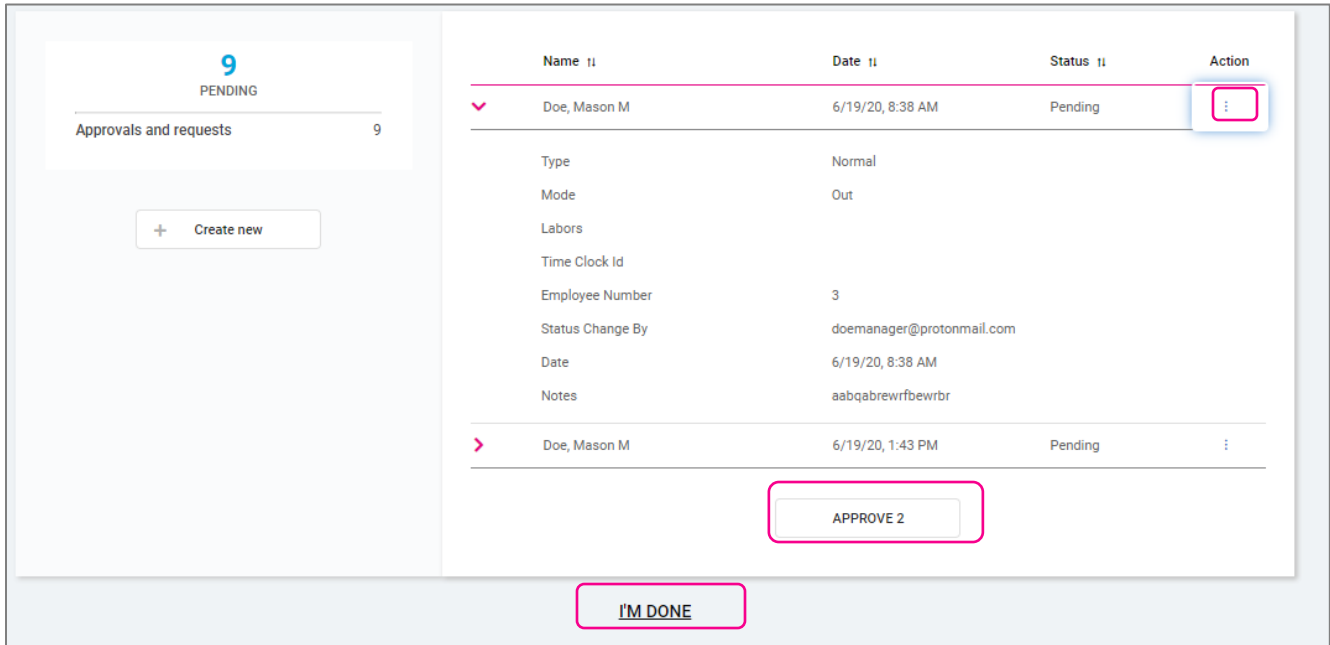 9
PENDING
Approvals and requests 9
+ Create new
Name Date Status Action
Doe, Mason M 6/19/20, 8:38 AM Pending
Type Normal
Mode Out
Labors
Time Clock Id
Employee Number 3
Status Change By doemanager@protonmail.com
Date 6/19/20, 8:38 AM
Notes aabqabrewrfbewrbr
Doe, Mason M 6/19/20, 1:43 PM Pending
APPROVE 2
I'M DONE